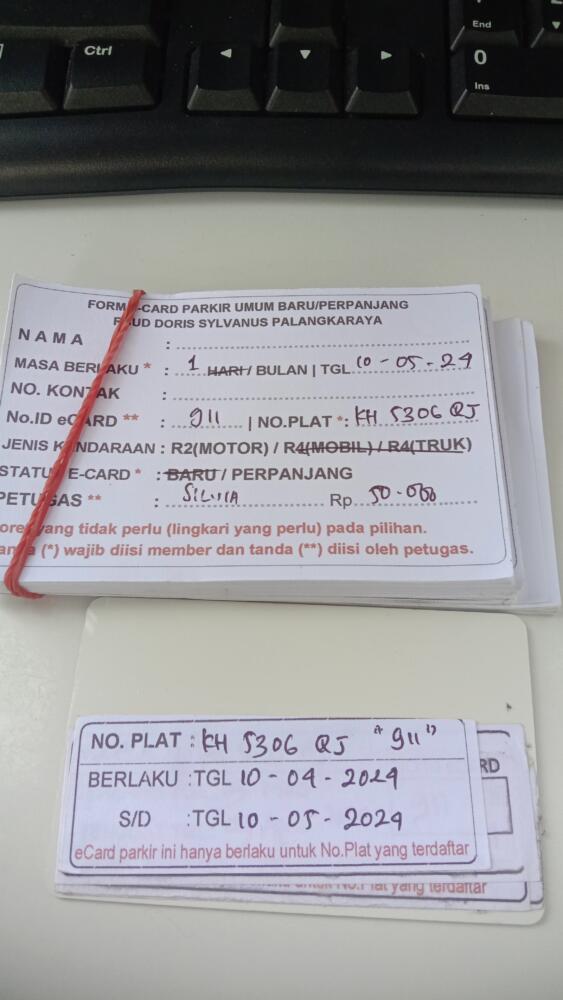 Ctrl
End
0
Ins
FORM CARD PARKIR UMUM BARU/PERPANJANG
RSUD DORIS SYLVANUS PALANGKARAYA
NAMA :
MASA BERLAKU * : 1 HARI / BULAN | TGL 10-05-24
NO. KONTAK :
No.ID eCARD ** : 911 | NO.PLAT *: KH 5306 QJ
JENIS KENDARAAN : R2(MOTOR) / R4(MOBIL) / R4(TRUK)
STATUS E-CARD * : BARU / PERPANJANG
PETUGAS ** : SILVIA Rp 50.000
Coret yang tidak perlu (lingkari yang perlu) pada pilihan.
Tanda (*) wajib diisi member dan tanda (**) diisi oleh petugas.
NO. PLAT : KH 5306 QJ "911"
BERLAKU : TGL 10-04-2024
S/D : TGL 10-05-2024
eCard parkir ini hanya berlaku untuk No.Plat yang terdaftar
RD
untuk No.Plat yang terdaftar